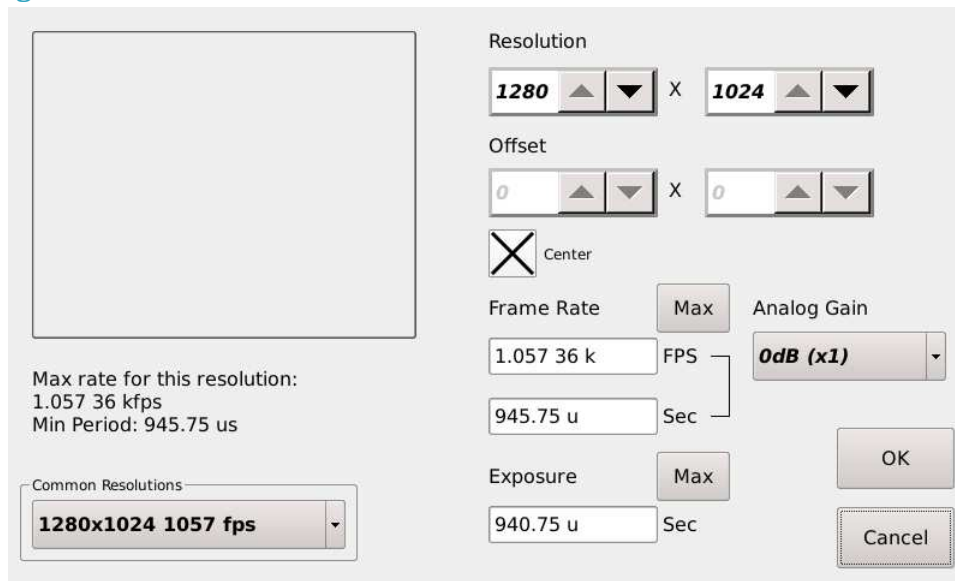 Resolution
1280 X 1024
Offset
0 X 0
Center
Frame Rate Max Analog Gain
1.057 36 k FPS 0dB (x1)
945.75 u Sec
Max rate for this resolution:
1.057 36 kfps
Min Period: 945.75 us
Exposure Max
940.75 u Sec
Common Resolutions
1280x1024 1057 fps
OK
Cancel